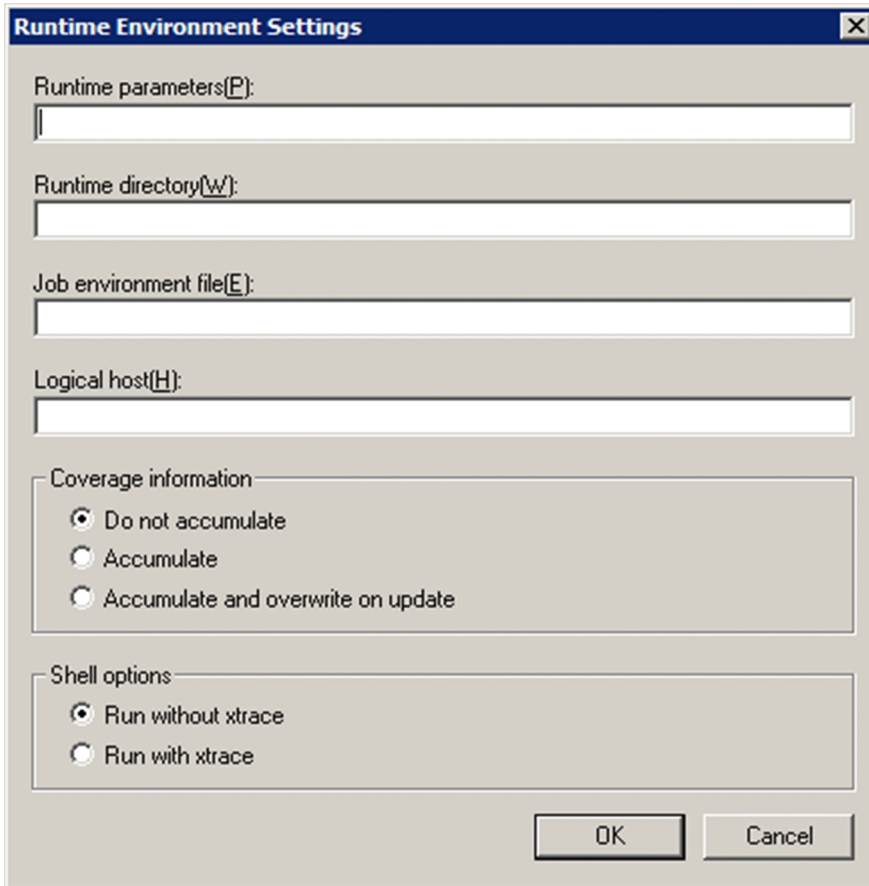 Runtime Environment Settings
Runtime parameters(P):
Runtime directory(W):
Job environment file(E):
Logical host(H):
Coverage information
Do not accumulate
Accumulate
Accumulate and overwrite on update
Shell options
Run without xtrace
Run with xtrace
OK Cancel